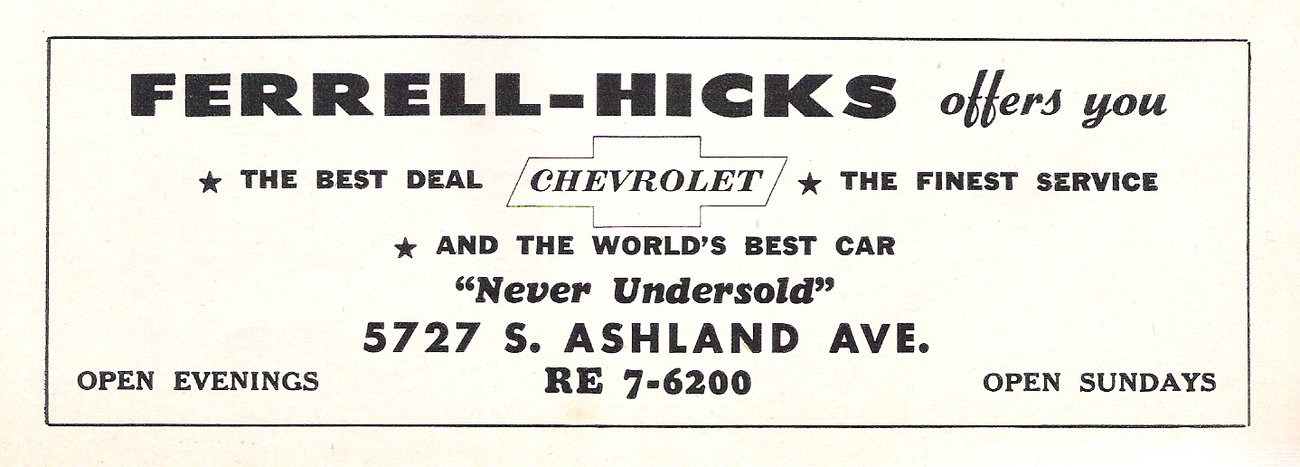 FERRELL-HICKS offers you
★ THE BEST DEAL CHEVROLET ★ THE FINEST SERVICE
★ AND THE WORLD'S BEST CAR
“Never Undersold”
5727 S. ASHLAND AVE.
OPEN EVENINGS RE 7-6200 OPEN SUNDAYS